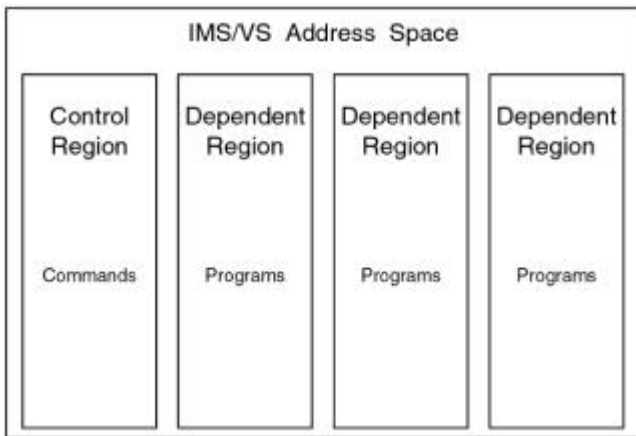 IMS/VS Address Space
Control
Region
Commands
Dependent
Region
Programs
Dependent
Region
Programs
Dependent
Region
Programs